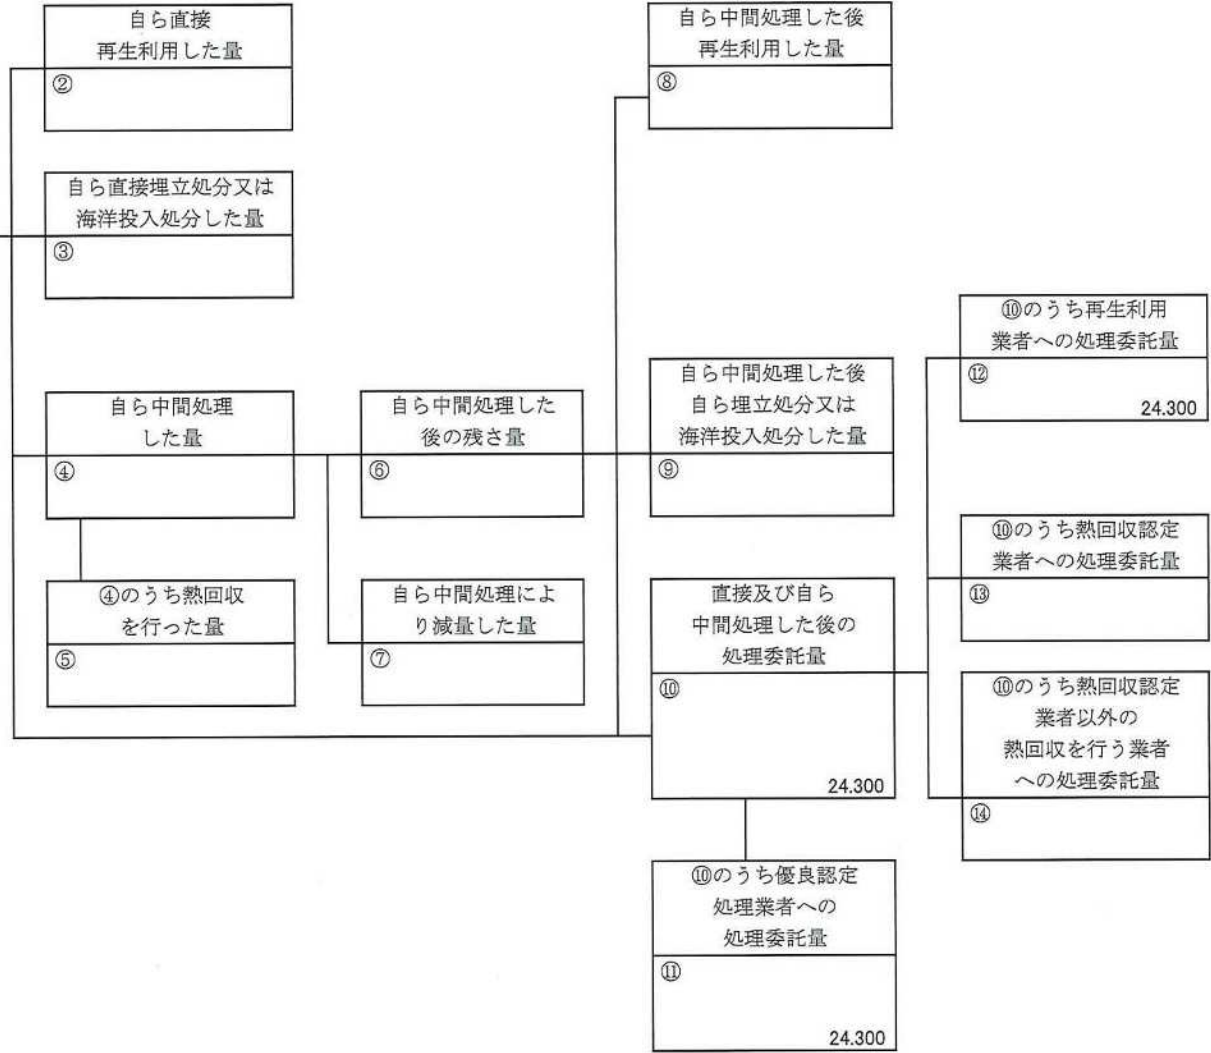 自ら直接
再生利用した量
②
自ら中間処理した後
再生利用した量
⑧
自ら直接埋立処分又は
海洋投入処分した量
③
⑩のうち再生利用
業者への処理委託量
⑫
24.300
自ら中間処理
した量
④
自ら中間処理した
後の残さ量
⑥
自ら中間処理した後
自ら埋立処分又は
海洋投入処分した量
⑨
⑩のうち熱回収認定
業者への処理委託量
⑬
④のうち熱回収
を行った量
⑤
自ら中間処理によ
り減量した量
⑦
直接及び自ら
中間処理した後の
処理委託量
⑩
24.300
⑩のうち熱回収認定
業者以外の
熱回収を行う業者
への処理委託量
⑭
⑩のうち優良認定
処理業者への
処理委託量
⑪
24.300